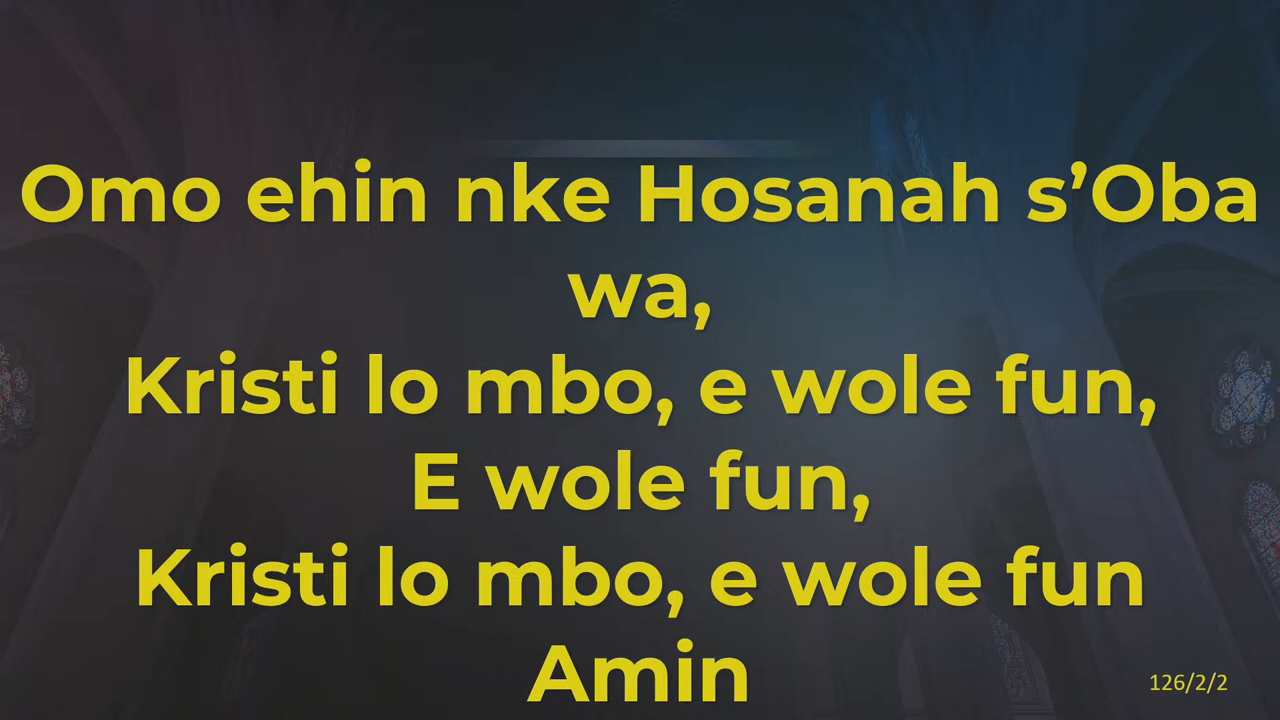 Omo ehin nke Hosanah s’Oba
wa,
Kristi lo mbo, e wole fun,
E wole fun,
Kristi lo mbo, e wole fun
Amin
126/2/2